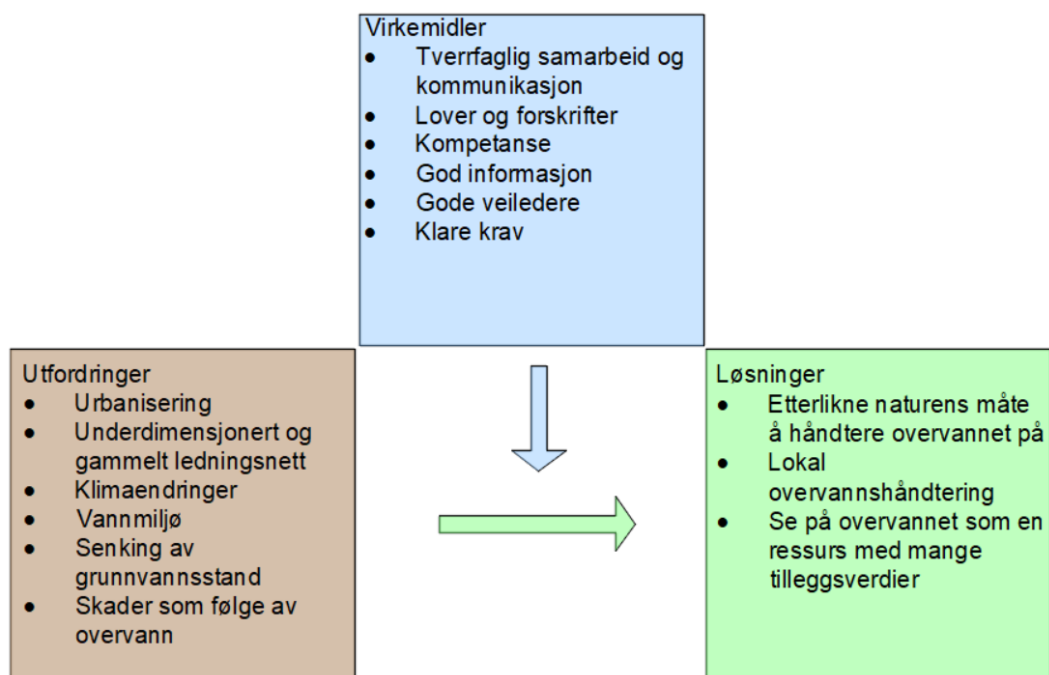 Virkemidler
• Tverrfaglig samarbeid og
kommunikasjon
• Lover og forskrifter
• Kompetanse
• God informasjon
• Gode veiledere
• Klare krav
Utfordringer
• Urbanisering
• Underdimensjonert og
gammelt ledningsnett
• Klimaendringer
• Vannmiljø
• Senking av
grunnvannsstand
• Skader som følge av
overvann
Løsninger
• Etterlikne naturens måte
å håndtere overvannet på
• Lokal
overvannshåndtering
• Se på overvannet som en
ressurs med mange
tilleggsverdier